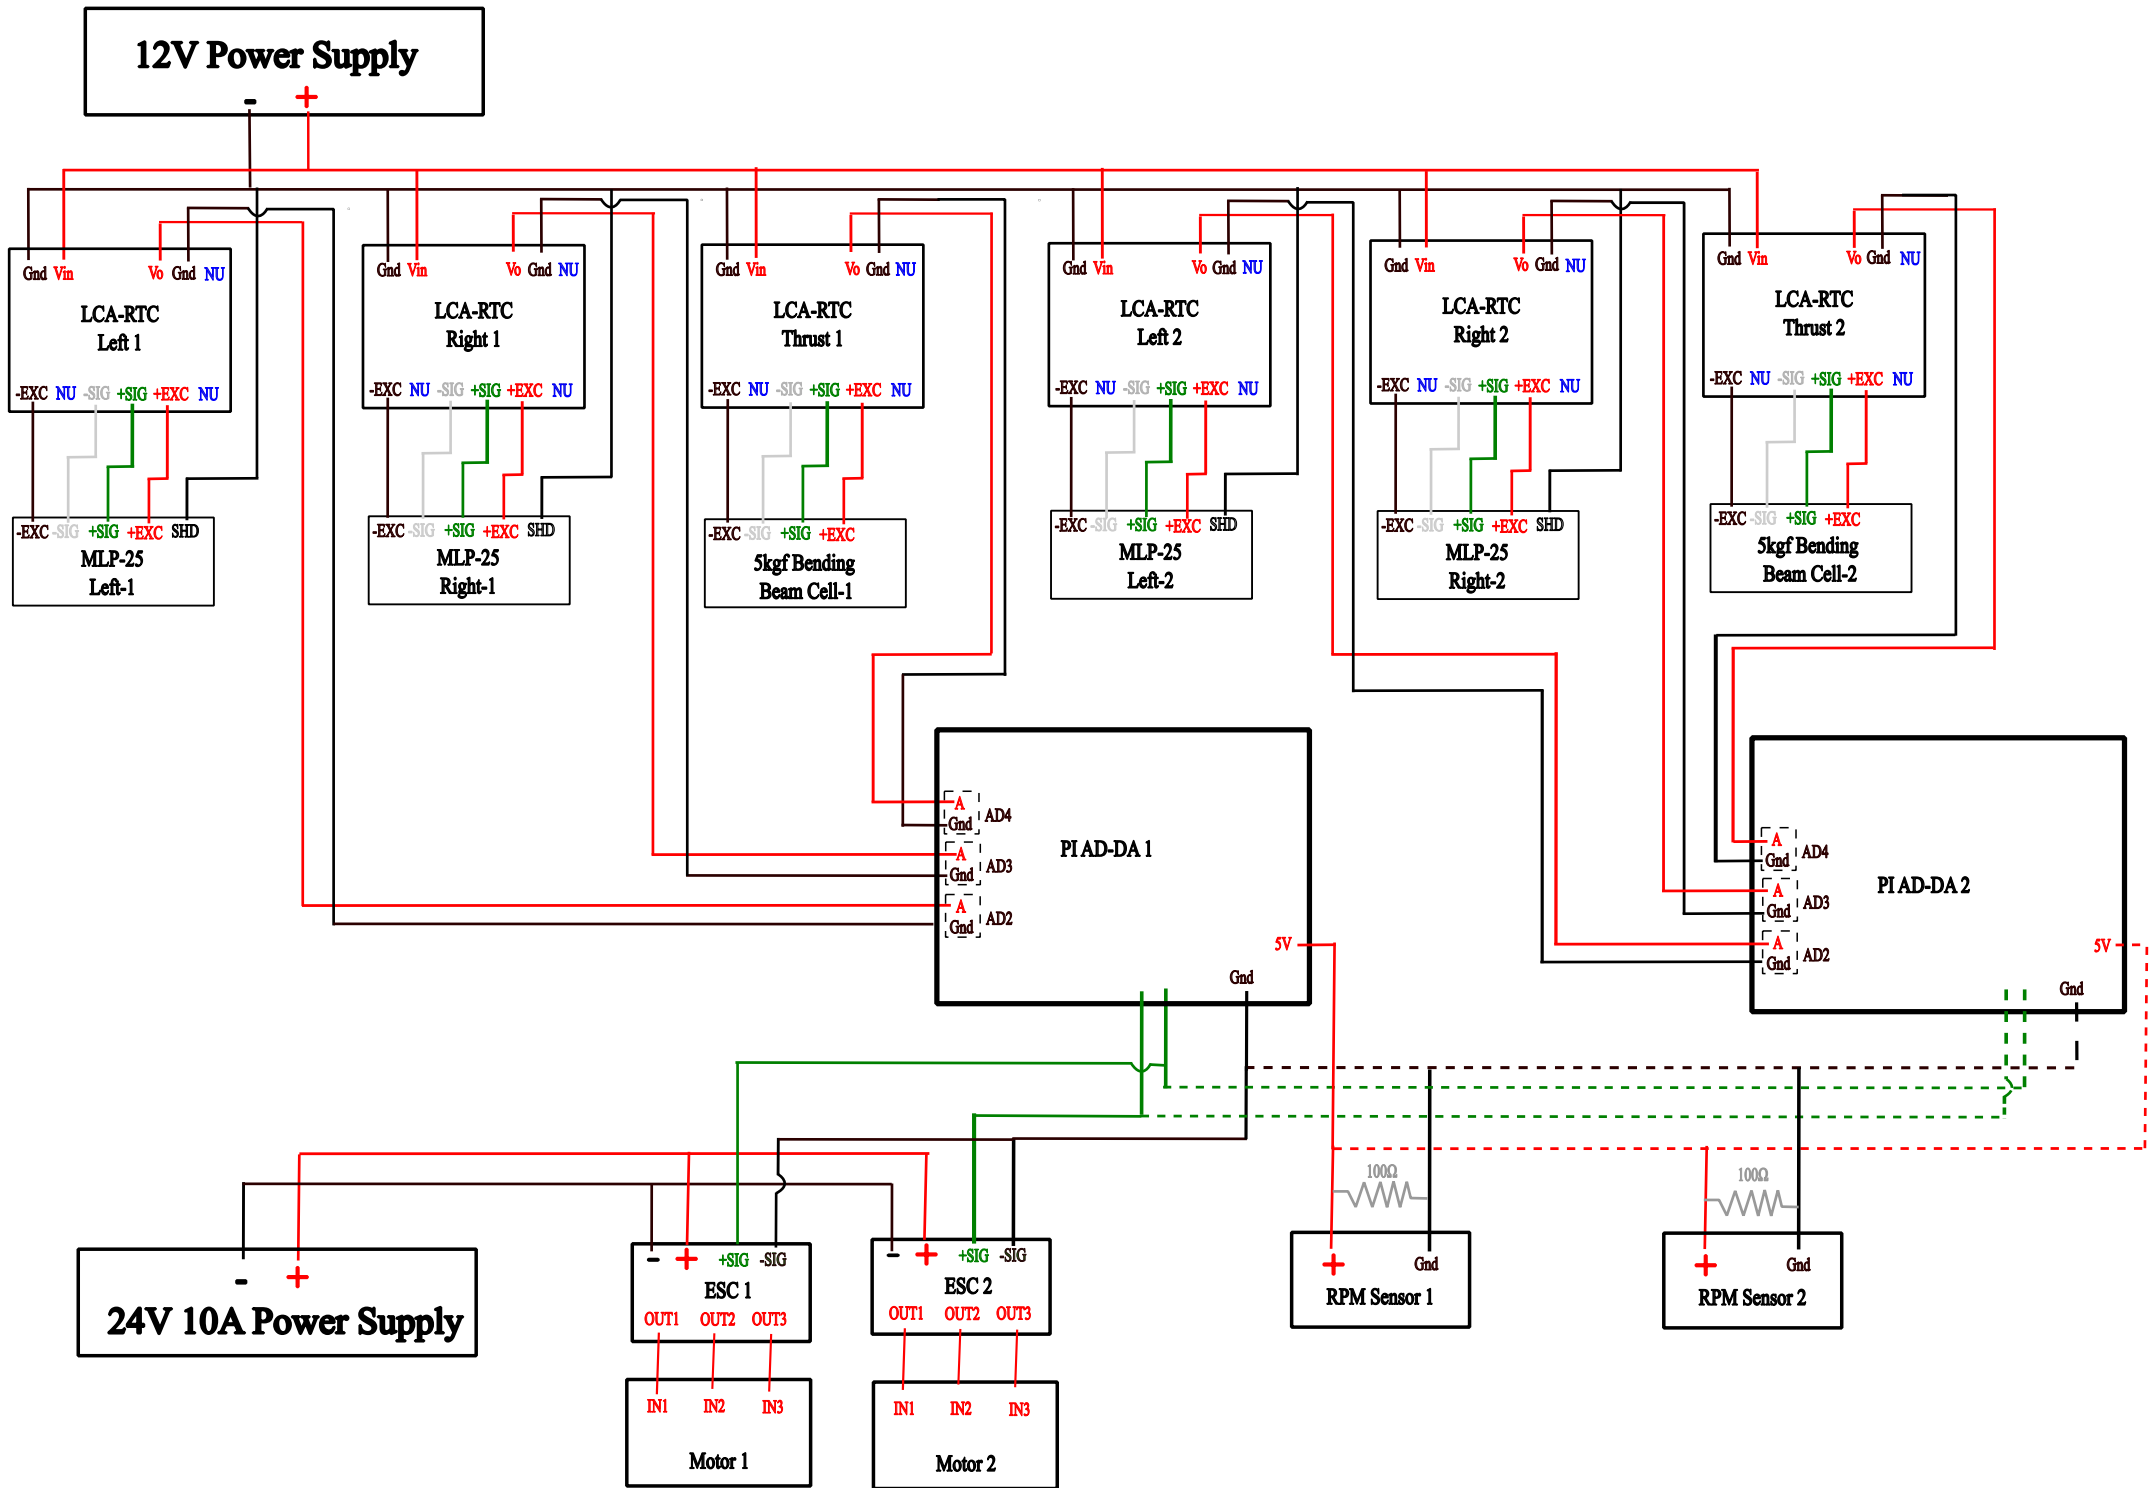 12V Power Supply
- +
Gnd Vin Vo Gnd NU
LCA-RTC
Left 1
-EXC NU -SIG +SIG +EXC NU
Gnd Vin Vo Gnd NU
LCA-RTC
Right 1
-EXC NU -SIG +SIG +EXC NU
Gnd Vin Vo Gnd NU
LCA-RTC
Thrust 1
-EXC NU -SIG +SIG +EXC NU
Gnd Vin Vo Gnd NU
LCA-RTC
Left 2
-EXC NU -SIG +SIG +EXC NU
Gnd Vin Vo Gnd NU
LCA-RTC
Right 2
-EXC NU -SIG +SIG +EXC NU
Gnd Vin Vo Gnd NU
LCA-RTC
Thrust 2
-EXC NU -SIG +SIG +EXC NU
-EXC -SIG +SIG +EXC SHD
MLP-25
Left-1
-EXC -SIG +SIG +EXC SHD
MLP-25
Right-1
-EXC -SIG +SIG +EXC
5kgf Bending
Beam Cell-1
-EXC -SIG +SIG +EXC SHD
MLP-25
Left-2
-EXC -SIG +SIG +EXC SHD
MLP-25
Right-2
-EXC -SIG +SIG +EXC
5kgf Bending
Beam Cell-2
A
Gnd
AD4
A
Gnd
AD3
A
Gnd
AD2
PI AD-DA 1
5V
Gnd
A
Gnd
AD4
A
Gnd
AD3
A
Gnd
AD2
PI AD-DA 2
5V
Gnd
100Ω
100Ω
- +
24V 10A Power Supply
- + +SIG -SIG
ESC 1
OUT1 OUT2 OUT3
- + +SIG -SIG
ESC 2
OUT1 OUT2 OUT3
+ Gnd
RPM Sensor 1
+ Gnd
RPM Sensor 2
IN1 IN2 IN3
Motor 1
IN1 IN2 IN3
Motor 2